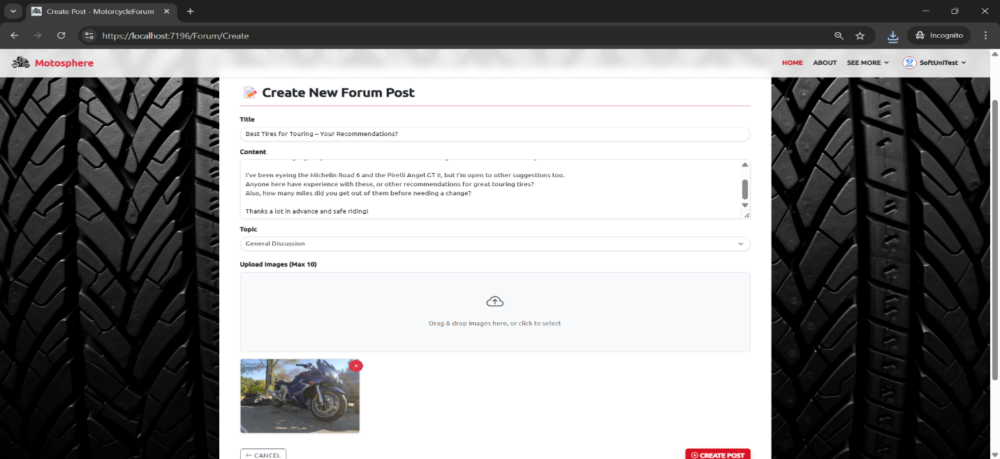 Create Post - MotorcycleForum
https://localhost:7196/Forum/Create
Incognito
Motosphere
HOME ABOUT SEE MORE SoftUniTest
Create New Forum Post
Title
Best Tires for Touring – Your Recommendations?
Content
I've been eyeing the Michelin Road 6 and the Pirelli Angel GT II, but I'm open to other suggestions too.
Anyone here have experience with these, or other recommendations for great touring tires?
Also, how many miles did you get out of them before needing a change?
Thanks a lot in advance and safe riding!
Topic
General Discussion
Upload Images (Max 10)
Drag & drop images here, or click to select
← CANCEL
CREATE POST